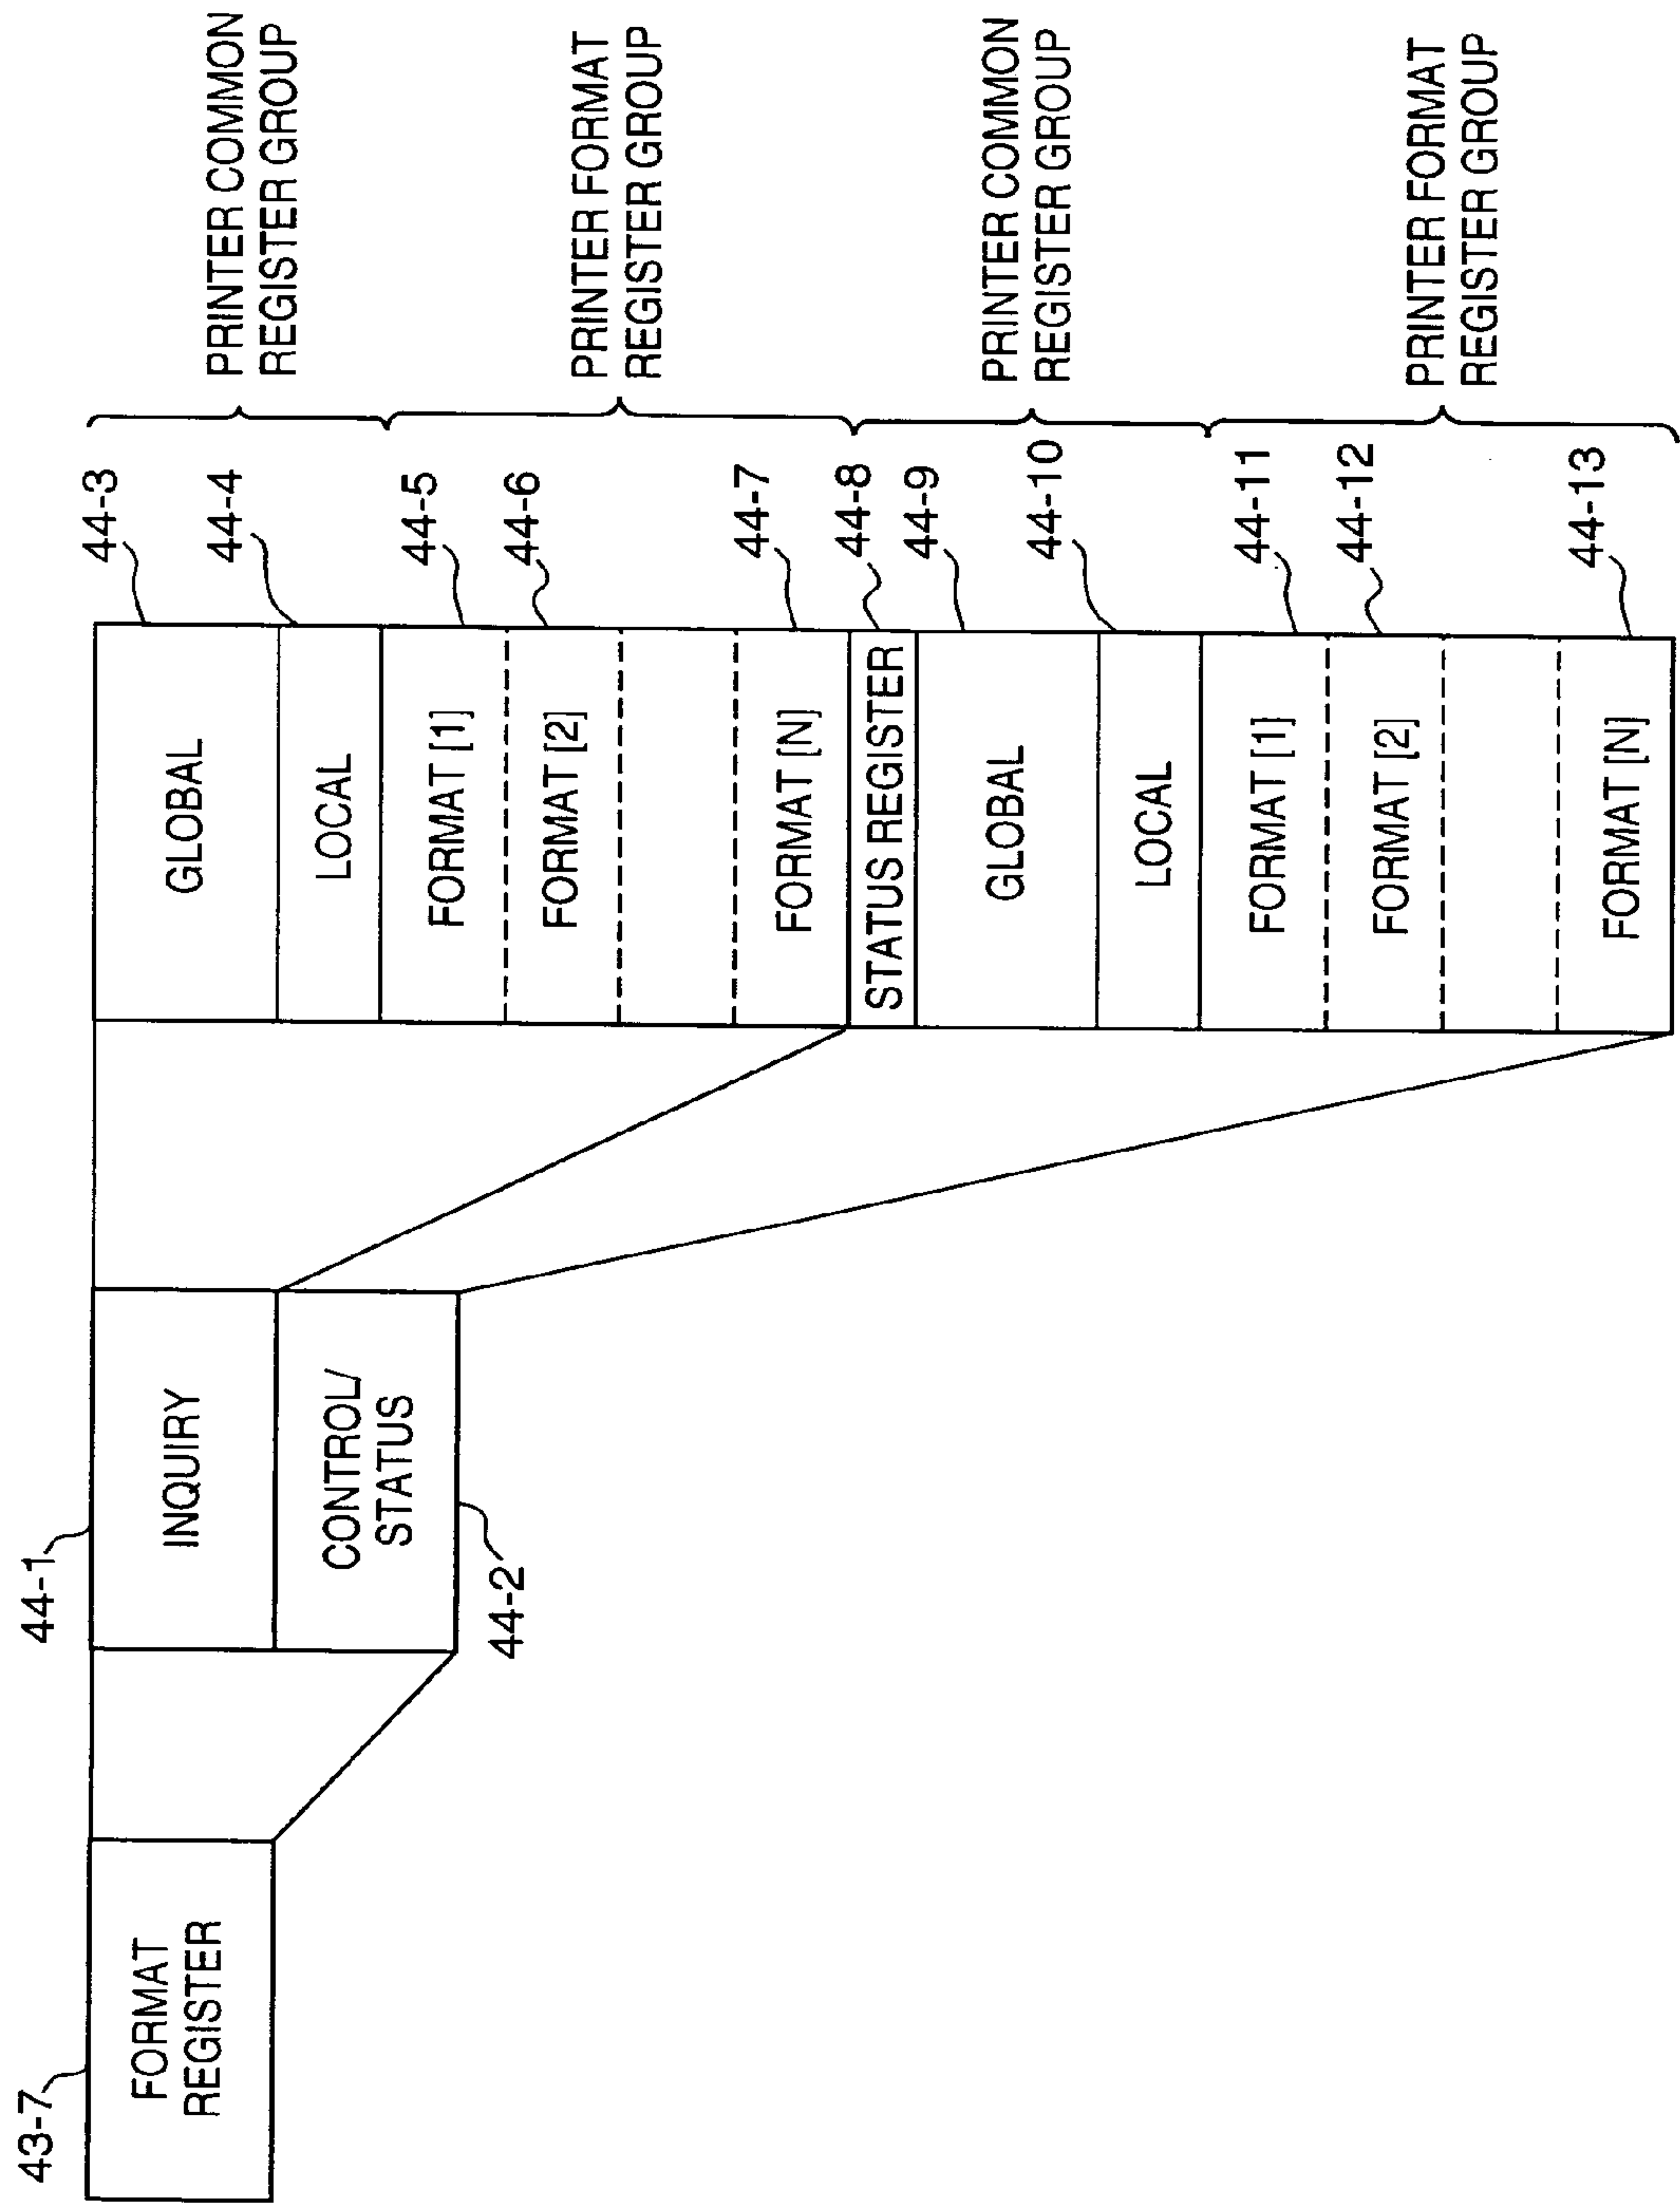 43-7
FORMAT
REGISTER
44-1
INQUIRY
CONTROL/
STATUS
44-2
GLOBAL
LOCAL
FORMAT [1]
FORMAT [2]
FORMAT [N]
STATUS REGISTER
GLOBAL
LOCAL
FORMAT [1]
FORMAT [2]
FORMAT [N]
44-3
44-4
44-5
44-6
44-7
44-8
44-9
44-10
44-11
44-12
44-13
PRINTER COMMON
REGISTER GROUP
PRINTER FORMAT
REGISTER GROUP
PRINTER COMMON
REGISTER GROUP
PRINTER FORMAT
REGISTER GROUP